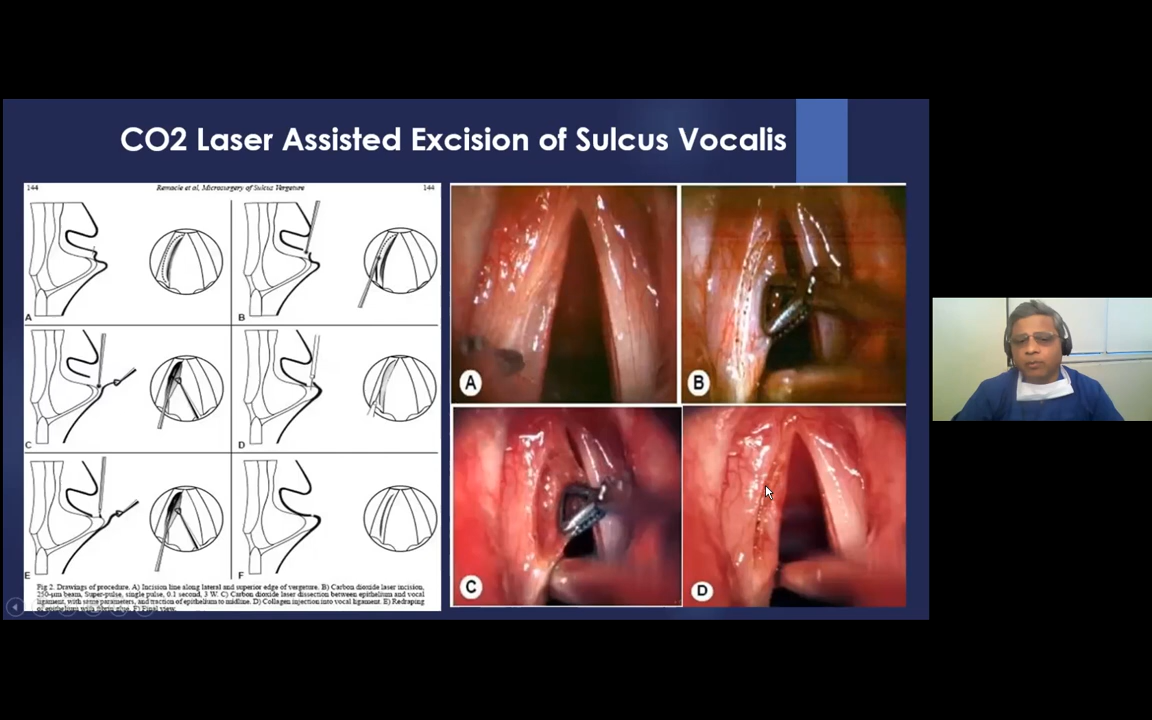 CO2 Laser Assisted Excision of Sulcus Vocalis
144
Remacle et al, Microsurgery of Sulcus Vergeture
144
A
B
C
D
E
F
Fig 2. Drawings of procedure. A) Incision line along lateral and superior edge of vergeture. B) Carbon dioxide laser incision,
250-µm beam, Super-pulse, single pulse, 0.1 second, 3 W. C) Carbon dioxide laser dissection between epithelium and vocal
ligament, with same parameters, and traction of epithelium to midline. D) Collagen injection into vocal ligament. E) Redraping
of epithelium with fibrin glue. F) Final view.
A
B
C
D